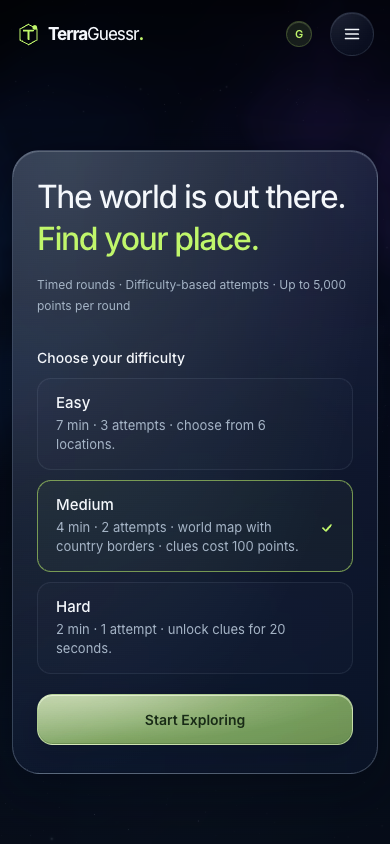 TerraGuessr.
G
The world is out there.
Find your place.
Timed rounds · Difficulty-based attempts · Up to 5,000
points per round
Choose your difficulty
Easy
7 min · 3 attempts · choose from 6
locations.
Medium
4 min · 2 attempts · world map with
country borders · clues cost 100 points.
Hard
2 min · 1 attempt · unlock clues for 20
seconds.
Start Exploring